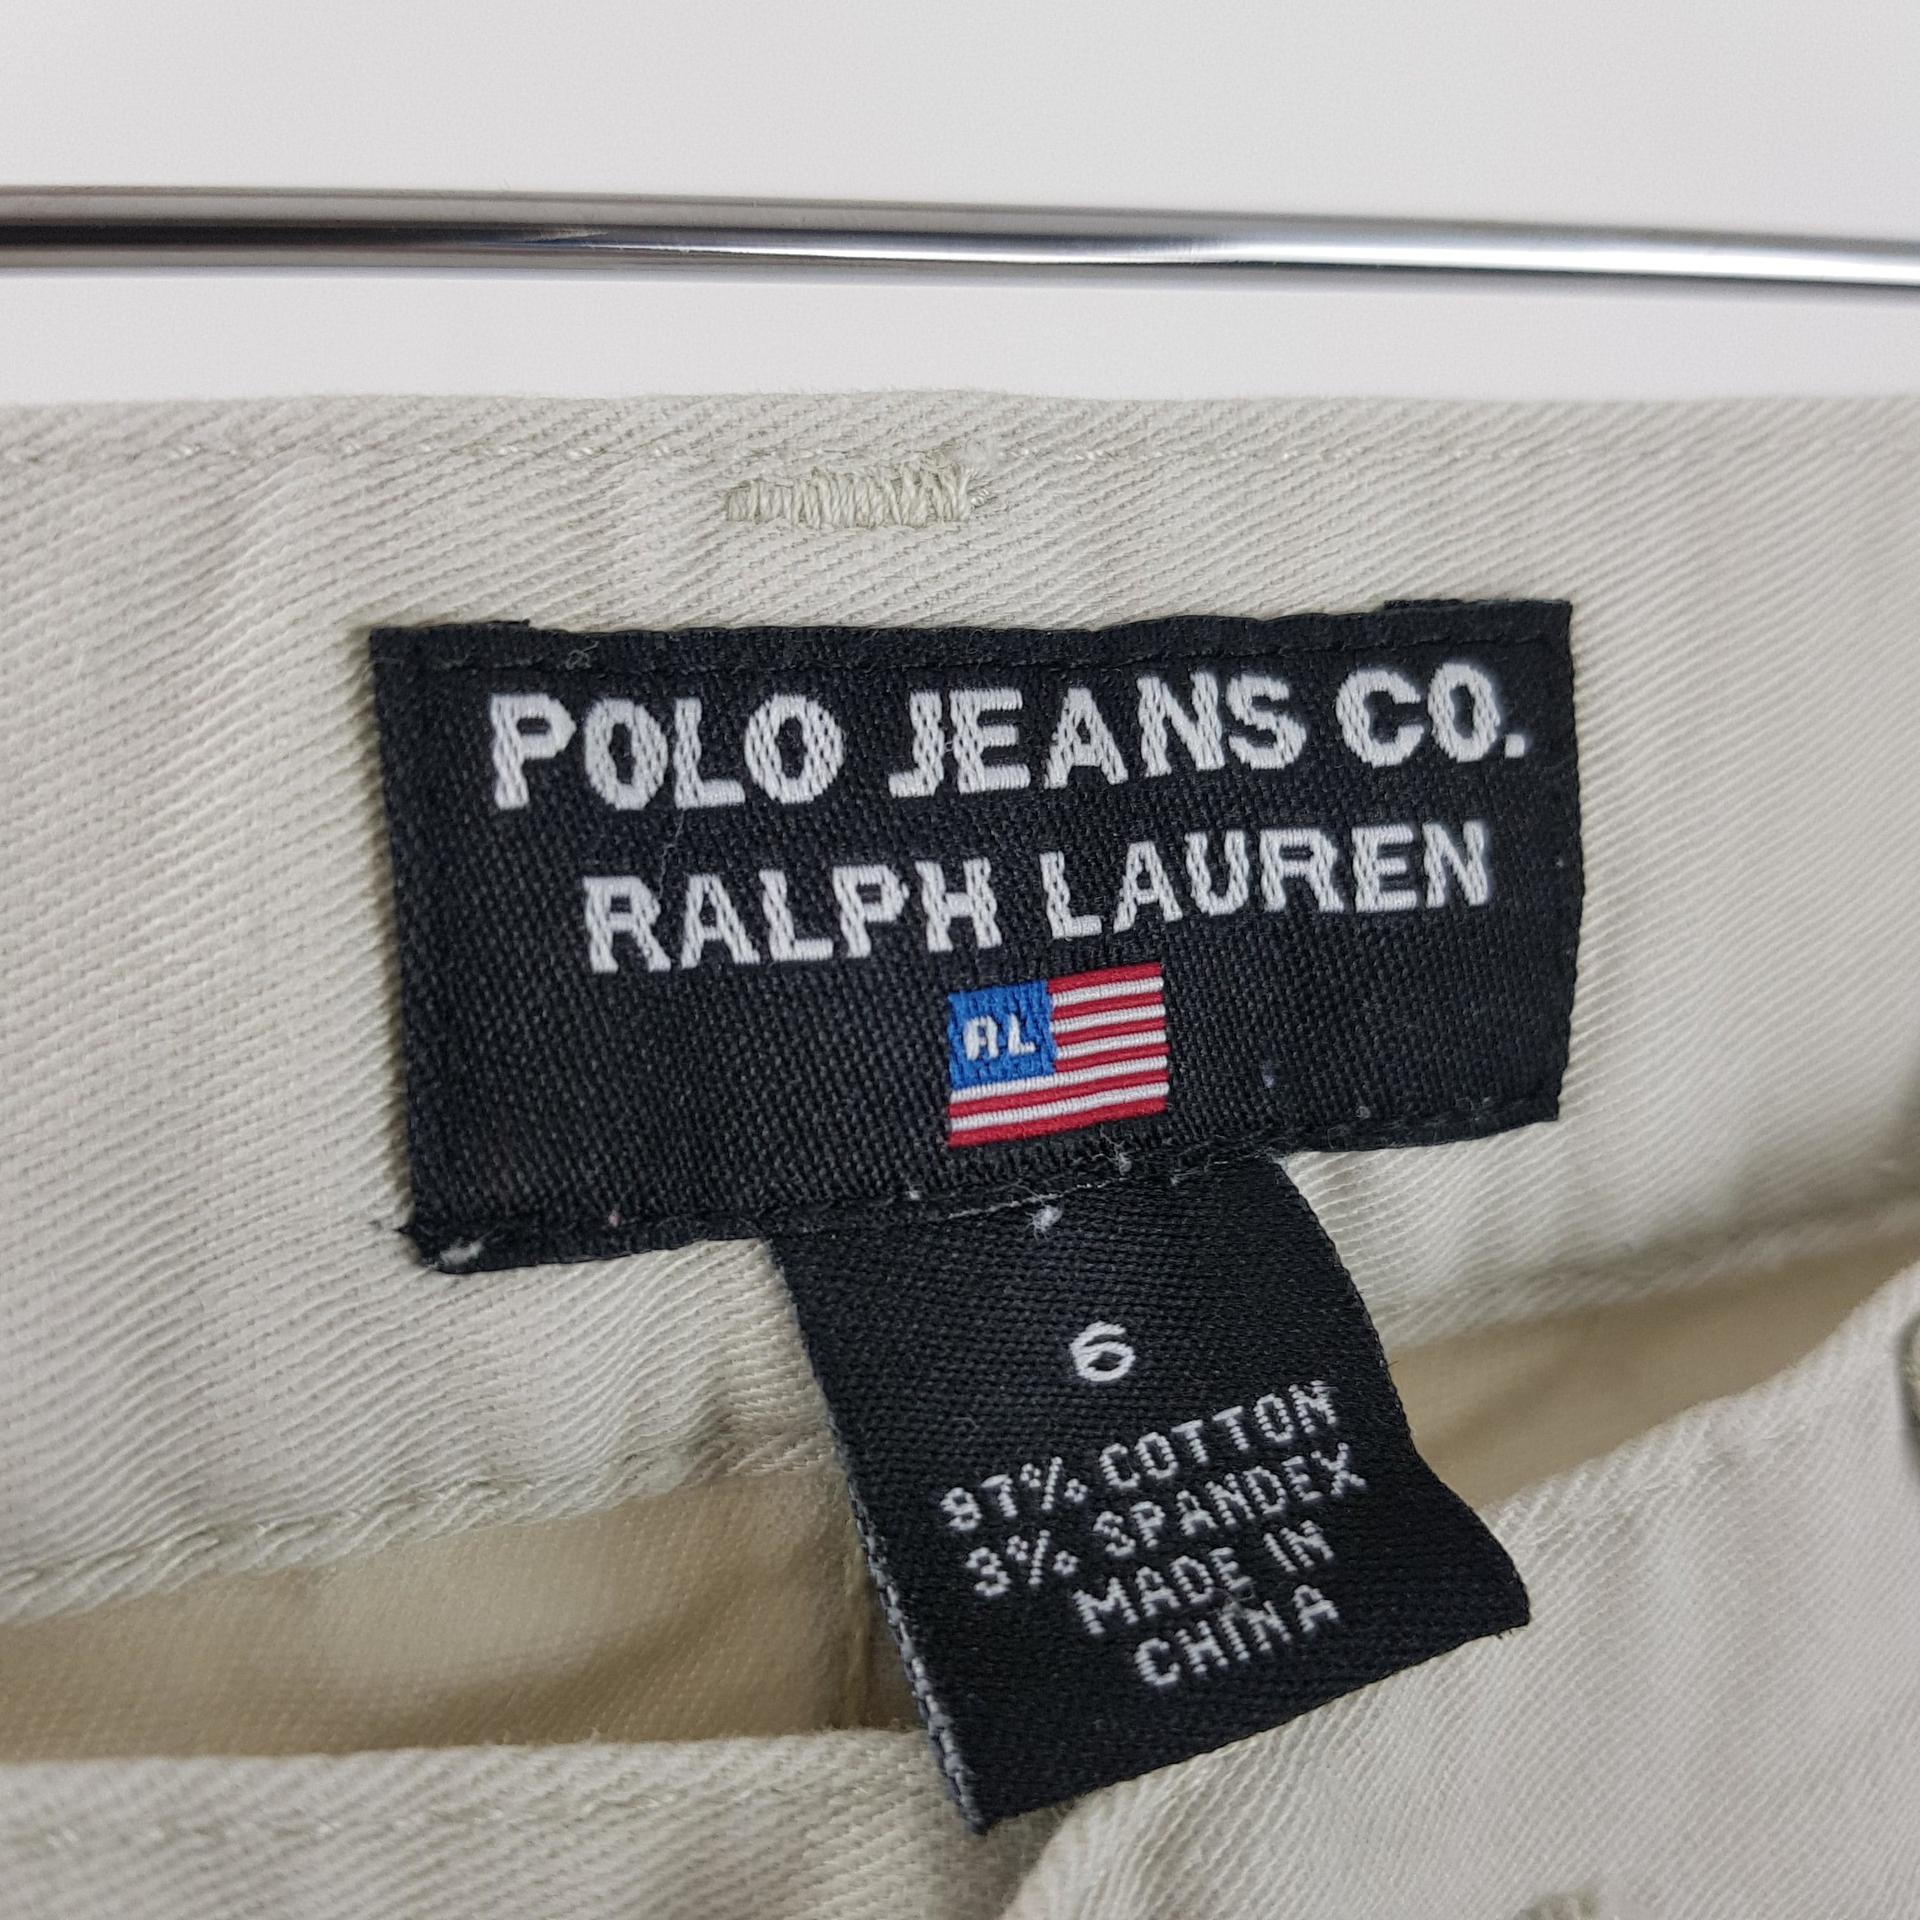 POLO JEANS CO.
RALPH LAUREN
RL
6
97% COTTON
3% SPANDEX
MADE IN
CHINA